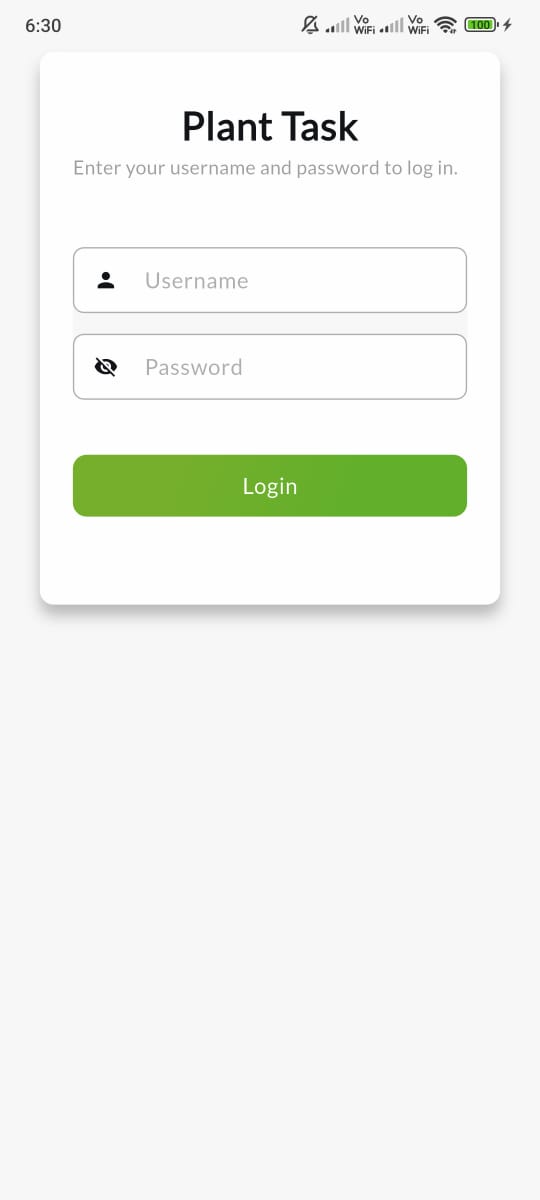 6:30
Vo WiFi Vo WiFi 100
Plant Task
Enter your username and password to log in.
Username
Password
Login